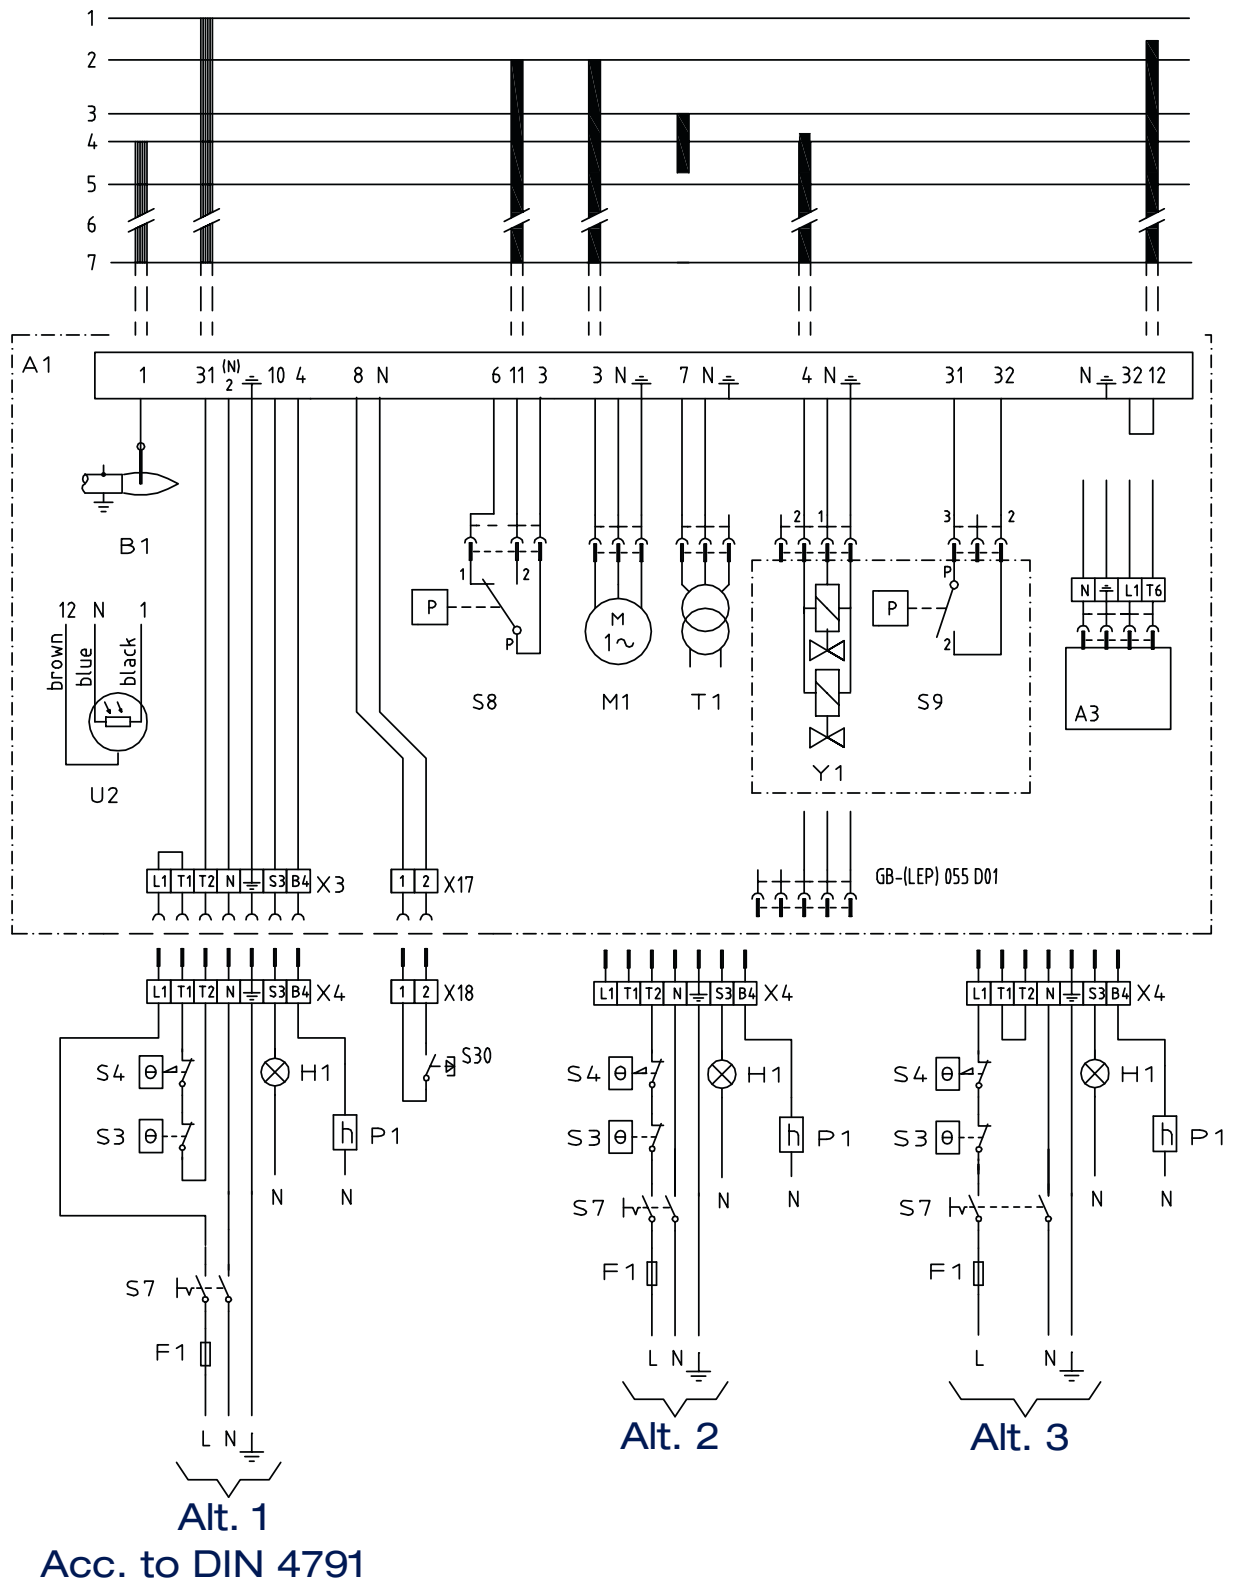 1
2
3
4
5
6
7
A1
1 31 (N) 2 10 4 8 N 6 11 3 3 N 7 N 4 N 31 32 N 32 12
B1
12 N 1
brown
blue
black
U2
1 2
P P
S8
M
1~
M1
T1
2 1
Y1
3 2
P
P
2
S9
N L1 T6
A3
GB-(LEP) 055 D01
L1 T1 T2 N S3 B4 X3
1 2 X17
L1 T1 T2 N S3 B4 X4
1 2 X18
L1 T1 T2 N S3 B4 X4
L1 T1 T2 N S3 B4 X4
S4 θ H1
S30
S3 θ h P1
N N
S7
F1
L N
Alt. 1
Acc. to DIN 4791
S4 θ H1
S3 θ h P1
N N
S7
F1
L N
Alt. 2
S4 θ H1
S3 θ h P1
N N
S7
F1
L N
Alt. 3